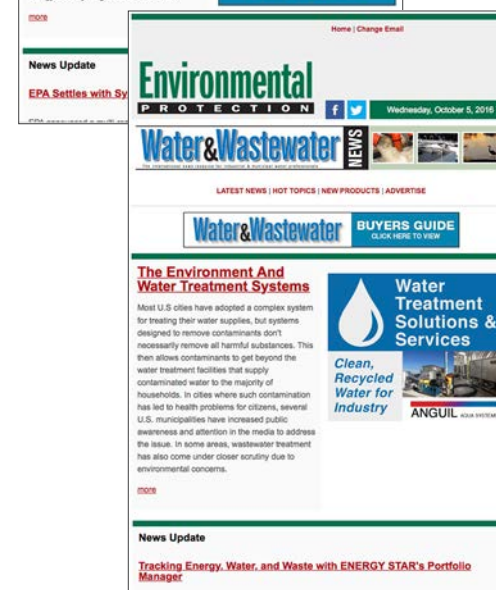 more
News Update
EPA Settles with Sy
Home | Change Email
Environmental
PROTECTION
Wednesday, October 5, 2016
Water&Wastewater NEWS
LATEST NEWS | HOT TOPICS | NEW PRODUCTS | ADVERTISE
Water&Wastewater
BUYERS GUIDE
CLICK HERE TO VIEW
The Environment And
Water Treatment Systems
Most U.S cities have adopted a complex system
for treating their water supplies, but systems
designed to remove contaminants don't
necessarily remove all harmful substances. This
then allows contaminants to get beyond the
water treatment facilities that supply
contaminated water to the majority of
households. In cities where such contamination
has led to health problems for citizens, several
U.S. municipalities have increased public
awareness and attention in the media to address
the issue. In some areas, wastewater treatment
has also come under closer scrutiny due to
environmental concerns.
more
Water
Treatment
Solutions &
Services
Clean,
Recycled
Water for
Industry
ANGUIL AQUA SYSTEMS
News Update
Tracking Energy, Water, and Waste with ENERGY STAR's Portfolio
Manager